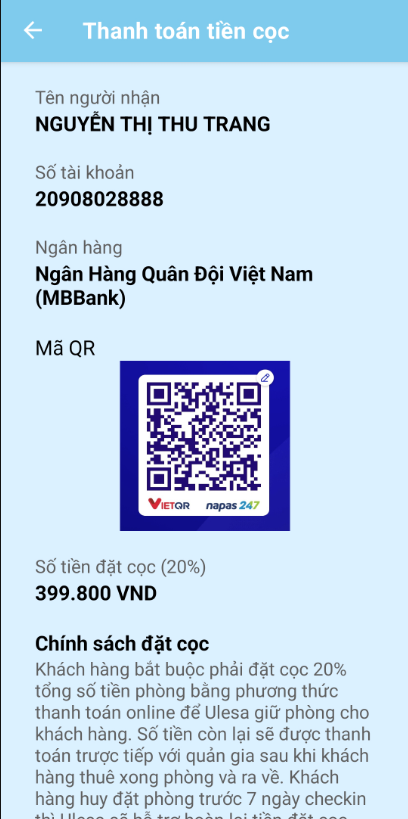 Thanh toán tiền cọc
Tên người nhận
NGUYỄN THỊ THU TRANG
Số tài khoản
20908028888
Ngân hàng
Ngân Hàng Quân Đội Việt Nam
(MBBank)
Mã QR
VIETQR napas 247
Số tiền đặt cọc (20%)
399.800 VND
Chính sách đặt cọc
Khách hàng bắt buộc phải đặt cọc 20%
tổng số tiền phòng bằng phương thức
thanh toán online để Ulesa giữ phòng cho
khách hàng. Số tiền còn lại sẽ được thanh
toán trược tiếp với quản gia sau khi khách
hàng thuê xong phòng và ra về. Khách
hàng huy đặt phòng trước 7 ngày checkin
thì Ulesa sẽ hỗ trợ hoàn lại tiền đặt cọc